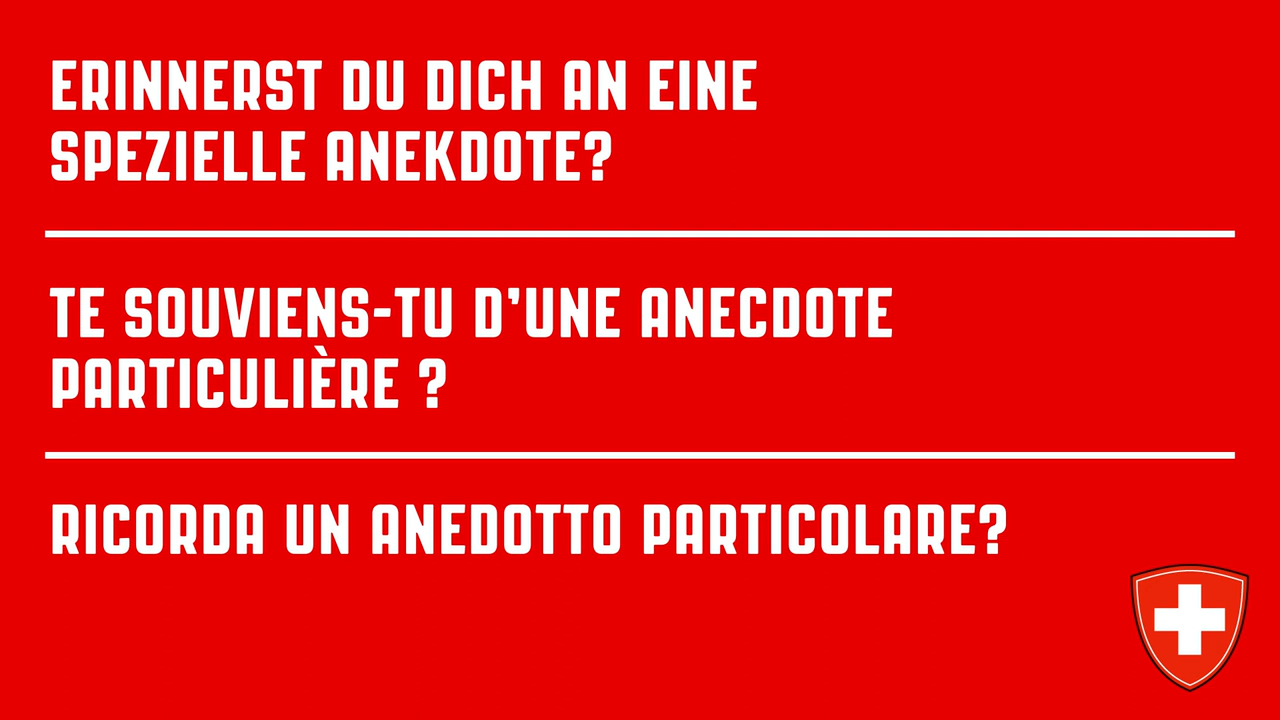 ERINNERST DU DICH AN EINE
SPEZIELLE ANEKDOTE?
TE SOUVIENS-TU D’UNE ANECDOTE
PARTICULIÈRE ?
RICORDA UN ANEDOTTO PARTICOLARE?